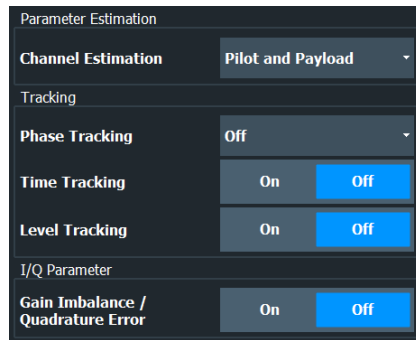 Parameter Estimation
Channel Estimation Pilot and Payload
Tracking
Phase Tracking Off
Time Tracking On Off
Level Tracking On Off
I/Q Parameter
Gain Imbalance /
Quadrature Error On Off